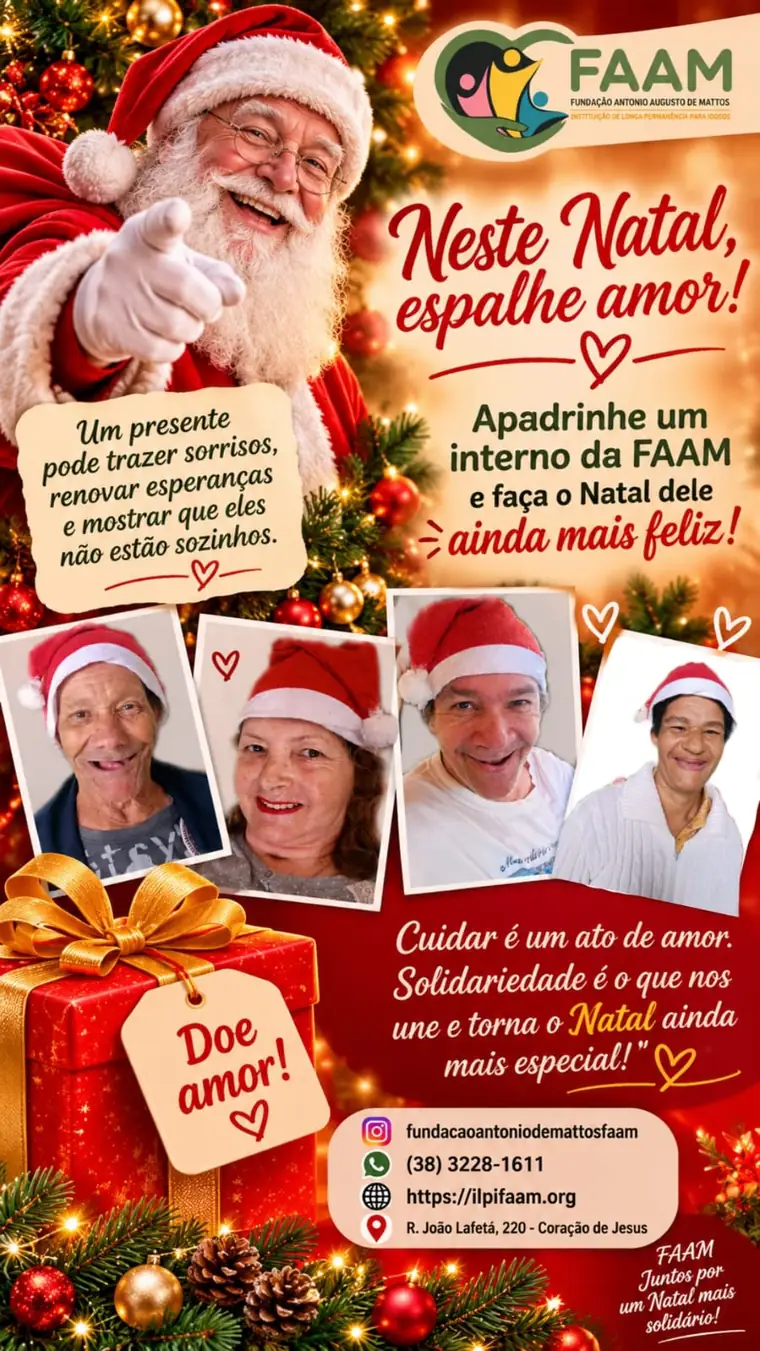 FAAM
FUNDAÇÃO ANTONIO AUGUSTO DE MATTOS
INSTITUIÇÃO DE LONGA PERMANÊNCIA PARA IDOSOS
Neste Natal,
espalhe amor!
Apadrinhe um
interno da FAAM
e faça o Natal dele
ainda mais feliz!
Um presente
pode trazer sorrisos,
renovar esperanças
e mostrar que eles
não estão sozinhos.
Cuidar é um ato de amor.
Solidariedade é o que nos
une e torna o Natal ainda
mais especial!"
Doe
amor!
fundacaoantoniodemattosfaam
(38) 3228-1611
https://ilpifaam.org
R. João Lafetá, 220 - Coração de Jesus
FAAM
Juntos por
um Natal mais
solidário!